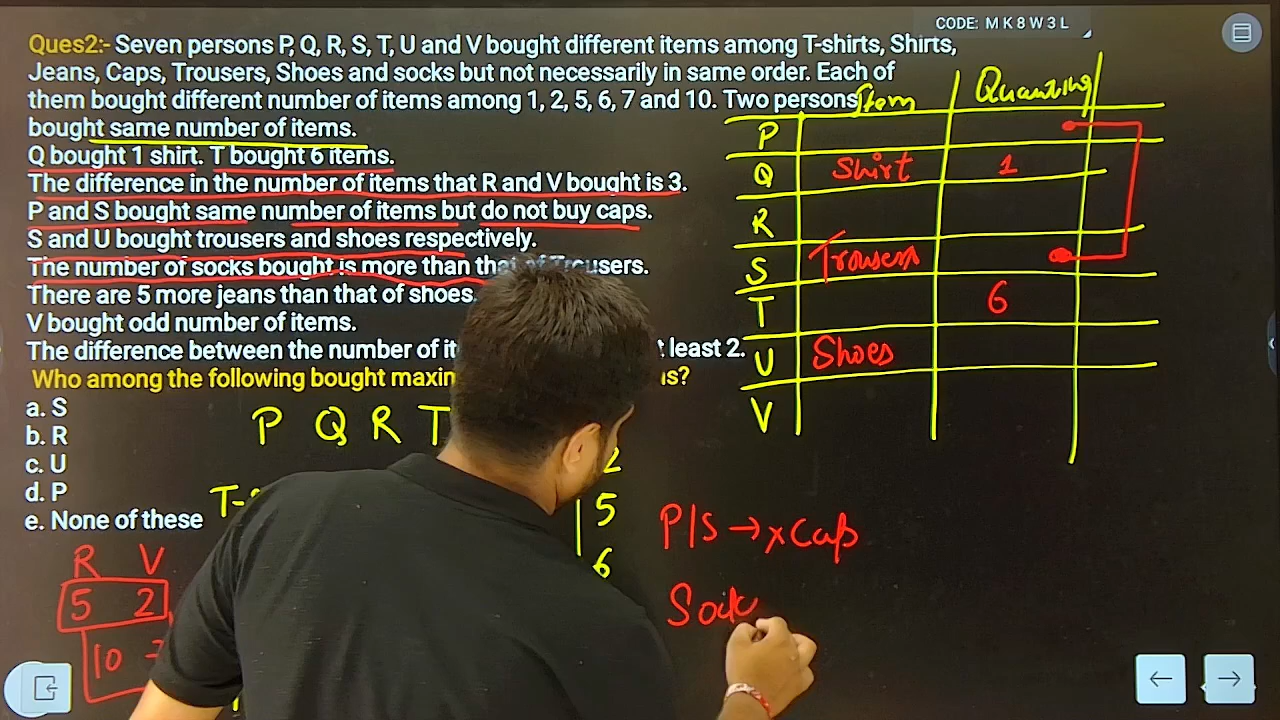 CODE: M K 8 W 3 L
Ques2:- Seven persons P, Q, R, S, T, U and V bought different items among T-shirts, Shirts,
Jeans, Caps, Trousers, Shoes and socks but not necessarily in same order. Each of
them bought different number of items among 1, 2, 5, 6, 7 and 10. Two persons
bought same number of items.
Q bought 1 shirt. T bought 6 items.
The difference in the number of items that R and V bought is 3.
P and S bought same number of items but do not buy caps.
S and U bought trousers and shoes respectively.
The number of socks bought is more than that of Trousers.
There are 5 more jeans than that of shoes.
V bought odd number of items.
The difference between the number of least 2.
Who among the following bought
a. S
b. R
c. U
d. P
e. None of these
Item Quantity
P
Q Shirt 1
R
S Trousers
T 6
U Shoes
V
P Q R T
2
5
6
R V
5 2
10
P/S → x Caps